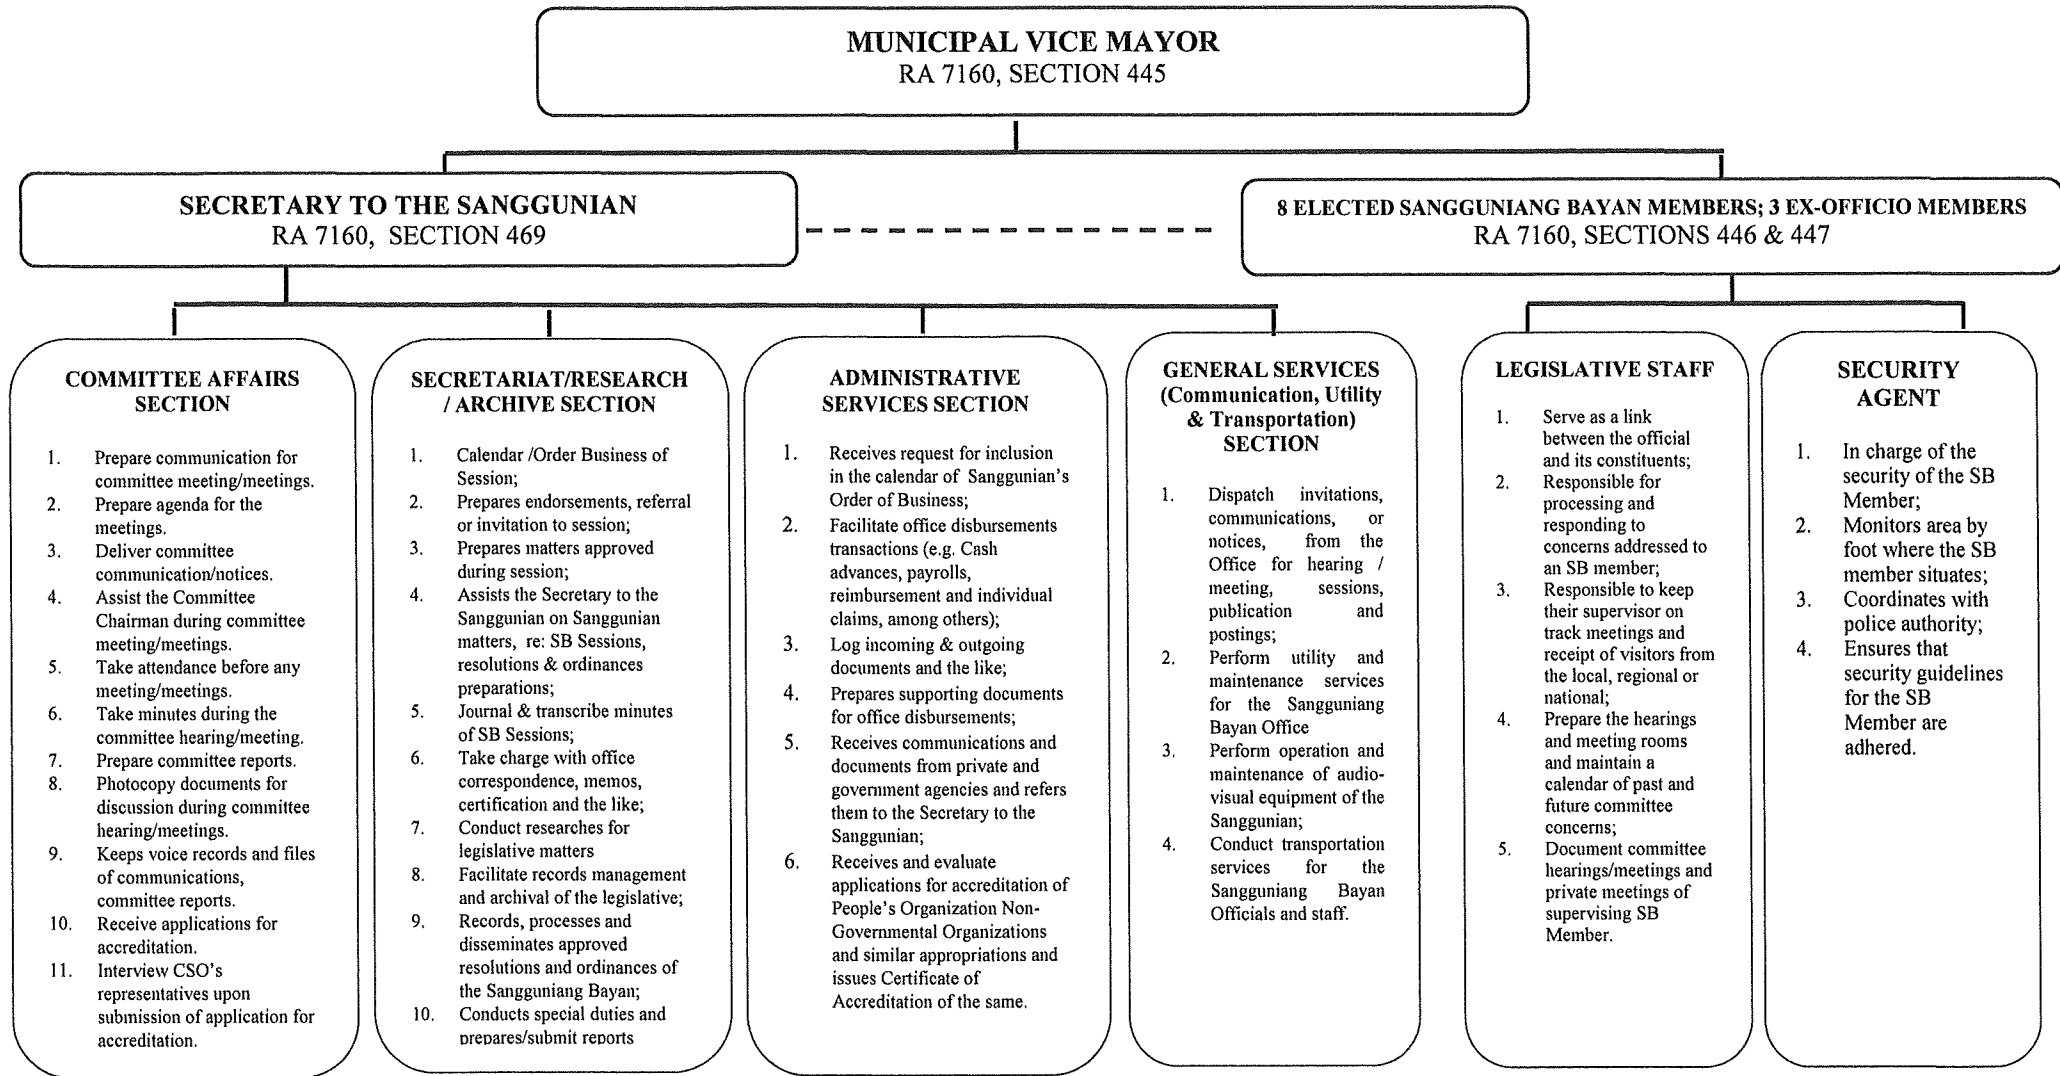 MUNICIPAL VICE MAYOR
RA 7160, SECTION 445
SECRETARY TO THE SANGGUNIAN
RA 7160, SECTION 469
8 ELECTED SANGGUNIANG BAYAN MEMBERS; 3 EX-OFFICIO MEMBERS
RA 7160, SECTIONS 446 & 447
COMMITTEE AFFAIRS
SECTION
1. Prepare communication for
committee meeting/meetings.
2. Prepare agenda for the
meetings.
3. Deliver committee
communication/notices.
4. Assist the Committee
Chairman during committee
meeting/meetings.
5. Take attendance before any
meeting/meetings.
6. Take minutes during the
committee hearing/meeting.
7. Prepare committee reports.
8. Photocopy documents for
discussion during committee
hearing/meetings.
9. Keeps voice records and files
of communications,
committee reports.
10. Receive applications for
accreditation.
11. Interview CSO's
representatives upon
submission of application for
accreditation.
SECRETARIAT/RESEARCH
/ ARCHIVE SECTION
1. Calendar /Order Business of
Session;
2. Prepares endorsements, referral
or invitation to session;
3. Prepares matters approved
during session;
4. Assists the Secretary to the
Sanggunian on Sanggunian
matters, re: SB Sessions,
resolutions & ordinances
preparations;
5. Journal & transcribe minutes
of SB Sessions;
6. Take charge with office
correspondence, memos,
certification and the like;
7. Conduct researches for
legislative matters
8. Facilitate records management
and archival of the legislative;
9. Records, processes and
disseminates approved
resolutions and ordinances of
the Sangguniang Bayan;
10. Conducts special duties and
prepares/submit reports
ADMINISTRATIVE
SERVICES SECTION
1. Receives request for inclusion
in the calendar of Sanggunian's
Order of Business;
2. Facilitate office disbursements
transactions (e.g. Cash
advances, payrolls,
reimbursement and individual
claims, among others);
3. Log incoming & outgoing
documents and the like;
4. Prepares supporting documents
for office disbursements;
5. Receives communications and
documents from private and
government agencies and refers
them to the Secretary to the
Sanggunian;
6. Receives and evaluate
applications for accreditation of
People's Organization Non-
Governmental Organizations
and similar appropriations and
issues Certificate of
Accreditation of the same.
GENERAL SERVICES
(Communication, Utility
& Transportation)
SECTION
1. Dispatch invitations,
communications, or
notices, from the
Office for hearing /
meeting, sessions,
publication and
postings;
2. Perform utility and
maintenance services
for the Sangguniang
Bayan Office
3. Perform operation and
maintenance of audio-
visual equipment of the
Sanggunian;
4. Conduct transportation
services for the
Sangguniang Bayan
Officials and staff.
LEGISLATIVE STAFF
1. Serve as a link
between the official
and its constituents;
2. Responsible for
processing and
responding to
concerns addressed to
an SB member;
3. Responsible to keep
their supervisor on
track meetings and
receipt of visitors from
the local, regional or
national;
4. Prepare the hearings
and meeting rooms
and maintain a
calendar of past and
future committee
concerns;
5. Document committee
hearings/meetings and
private meetings of
supervising SB
Member.
SECURITY
AGENT
1. In charge of the
security of the SB
Member;
2. Monitors area by
foot where the SB
member situates;
3. Coordinates with
police authority;
4. Ensures that
security guidelines
for the SB
Member are
adhered.